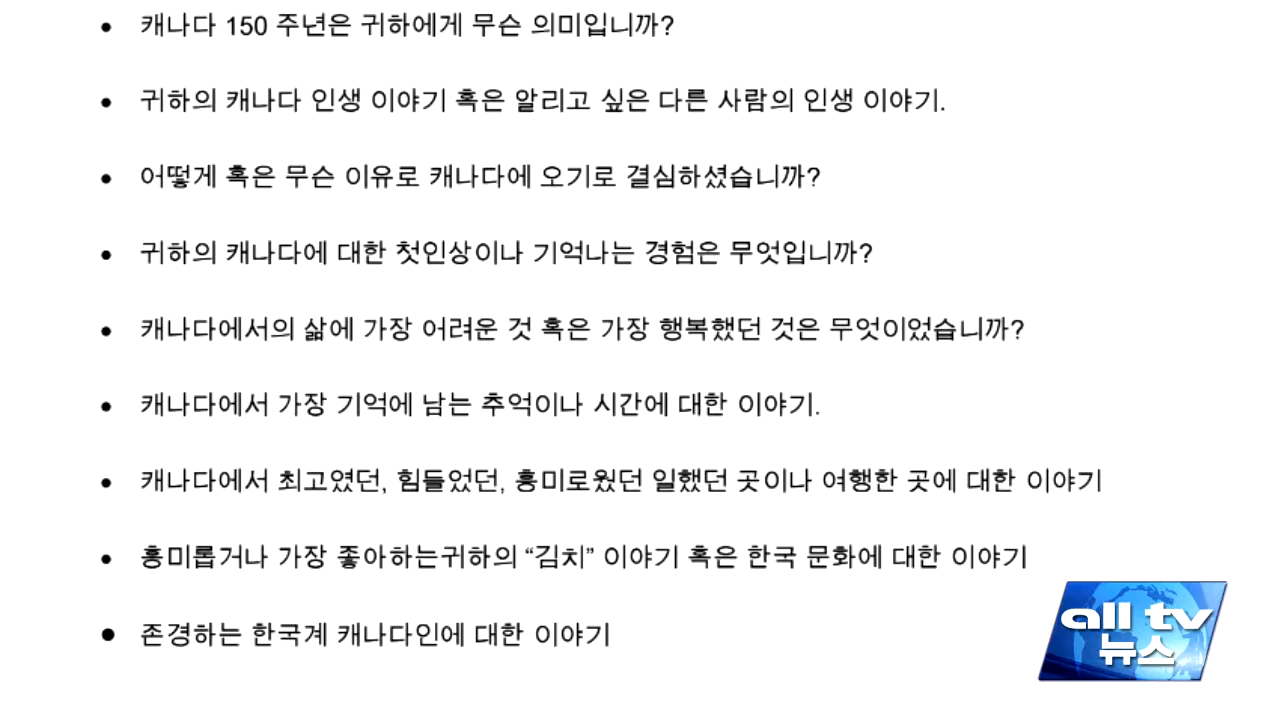 • 캐나다 150 주년은 귀하에게 무슨 의미입니까?
• 귀하의 캐나다 인생 이야기 혹은 알리고 싶은 다른 사람의 인생 이야기.
• 어떻게 혹은 무슨 이유로 캐나다에 오기로 결심하셨습니까?
• 귀하의 캐나다에 대한 첫인상이나 기억나는 경험은 무엇입니까?
• 캐나다에서의 삶에 가장 어려운 것 혹은 가장 행복했던 것은 무엇이었습니까?
• 캐나다에서 가장 기억에 남는 추억이나 시간에 대한 이야기.
• 캐나다에서 최고였던, 힘들었던, 흥미로웠던 일했던 곳이나 여행한 곳에 대한 이야기
• 흥미롭거나 가장 좋아하는귀하의 “김치” 이야기 혹은 한국 문화에 대한 이야기
• 존경하는 한국계 캐나다인에 대한 이야기
all tv
뉴스